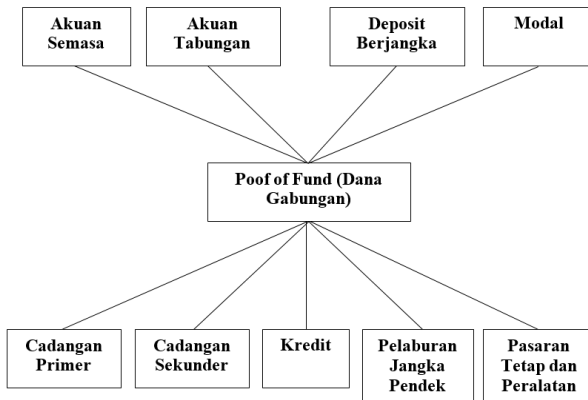 Akuan
Semasa
Akuan
Tabungan
Deposit
Berjangka
Modal
Poof of Fund (Dana
Gabungan)
Cadangan
Primer
Cadangan
Sekunder
Kredit
Pelaburan
Jangka
Pendek
Pasaran
Tetap dan
Peralatan